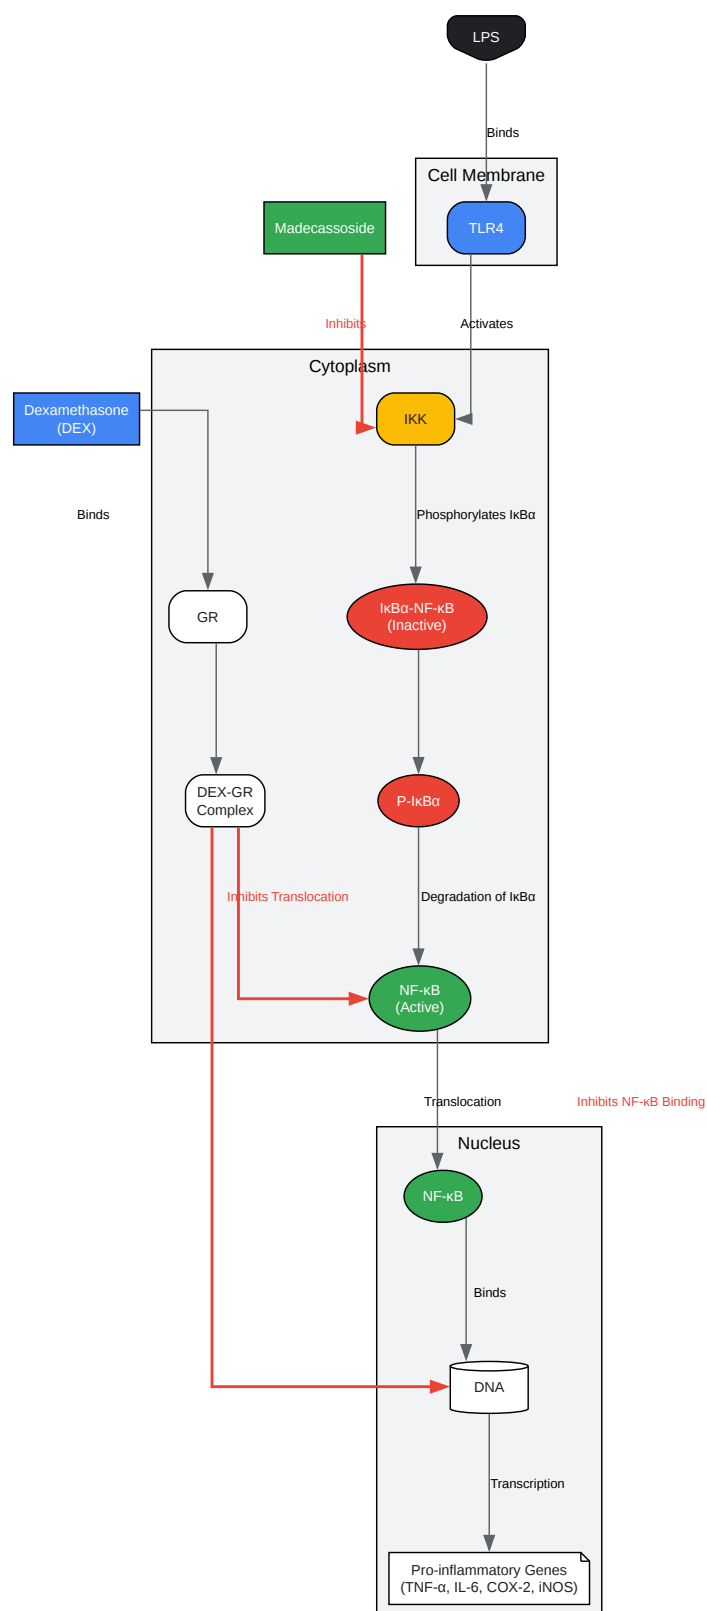 LPS
Binds
Cell Membrane
Madecassoside
TLR4
Inhibits
Activates
Cytoplasm
Dexamethasone
(DEX)
IKK
Binds
Phosphorylates IκBα
GR
IκBα-NF-κB
(Inactive)
DEX-GR
Complex
P-IκBα
Inhibits Translocation
Degradation of IκBα
NF-κB
(Active)
Translocation
Inhibits NF-κB Binding
Nucleus
NF-κB
Binds
DNA
Transcription
Pro-inflammatory Genes
(TNF-α, IL-6, COX-2, iNOS)